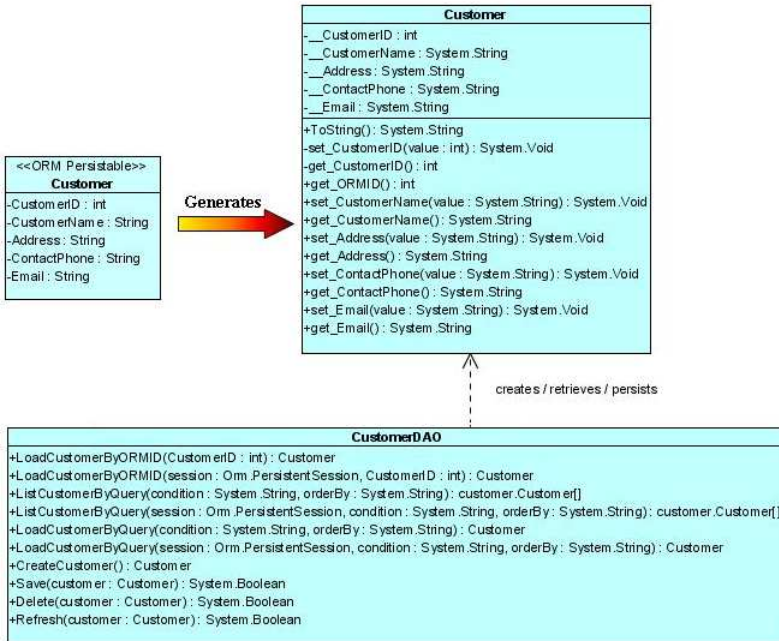 Customer
-__CustomerID : int
-__CustomerName : System.String
-__Address : System.String
-__ContactPhone : System.String
-__Email : System.String
+ToString() : System.String
-set_CustomerID(value : int) : System.Void
-get_CustomerID() : int
+get_ORMID() : int
+set_CustomerName(value : System.String) : System.Void
+get_CustomerName() : System.String
+set_Address(value : System.String) : System.Void
+get_Address() : System.String
+set_ContactPhone(value : System.String) : System.Void
+get_ContactPhone() : System.String
+set_Email(value : System.String) : System.Void
+get_Email() : System.String
<<ORM Persistable>>
Customer
-CustomerID : int
-CustomerName : String
-Address : String
-ContactPhone : String
-Email : String
Generates
creates / retrieves / persists
CustomerDAO
+LoadCustomerByORMID(CustomerID : int) : Customer
+LoadCustomerByORMID(session : Orm.PersistentSession, CustomerID : int) : Customer
+ListCustomerByQuery(condition : System.String, orderBy : System.String) : customer.Customer[]
+ListCustomerByQuery(session : Orm.PersistentSession, condition : System.String, orderBy : System.String) : customer.Customer[]
+LoadCustomerByQuery(condition : System.String, orderBy : System.String) : Customer
+LoadCustomerByQuery(session : Orm.PersistentSession, condition : System.String, orderBy : System.String) : Customer
+CreateCustomer() : Customer
+Save(customer : Customer) : System.Boolean
+Delete(customer : Customer) : System.Boolean
+Refresh(customer : Customer) : System.Boolean